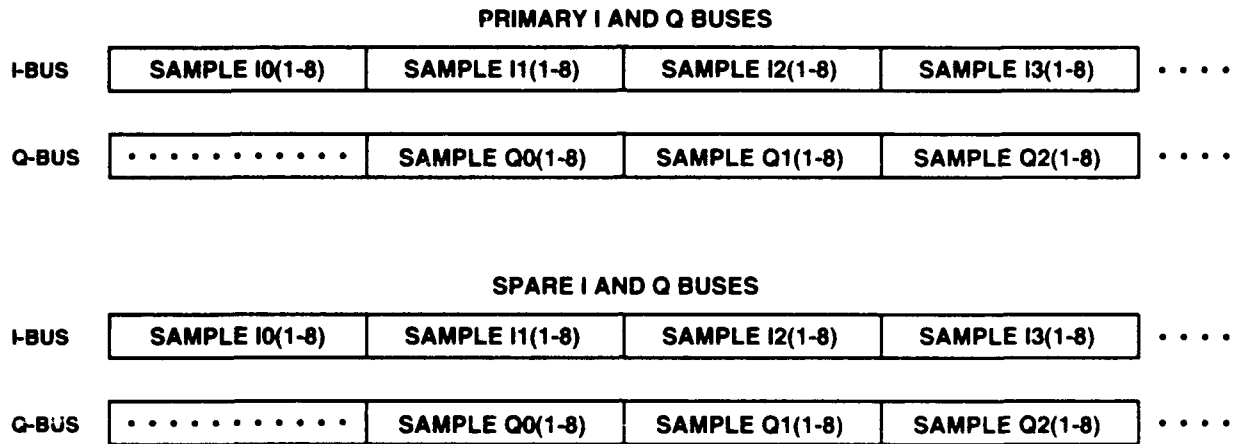 PRIMARY I AND Q BUSES
I-BUS SAMPLE I0(1-8) SAMPLE I1(1-8) SAMPLE I2(1-8) SAMPLE I3(1-8) . . . .
Q-BUS . . . . . . . . . . . SAMPLE Q0(1-8) SAMPLE Q1(1-8) SAMPLE Q2(1-8) . . . .
SPARE I AND Q BUSES
I-BUS SAMPLE I0(1-8) SAMPLE I1(1-8) SAMPLE I2(1-8) SAMPLE I3(1-8) . . . .
Q-BUS . . . . . . . . . . . SAMPLE Q0(1-8) SAMPLE Q1(1-8) SAMPLE Q2(1-8) . . . .